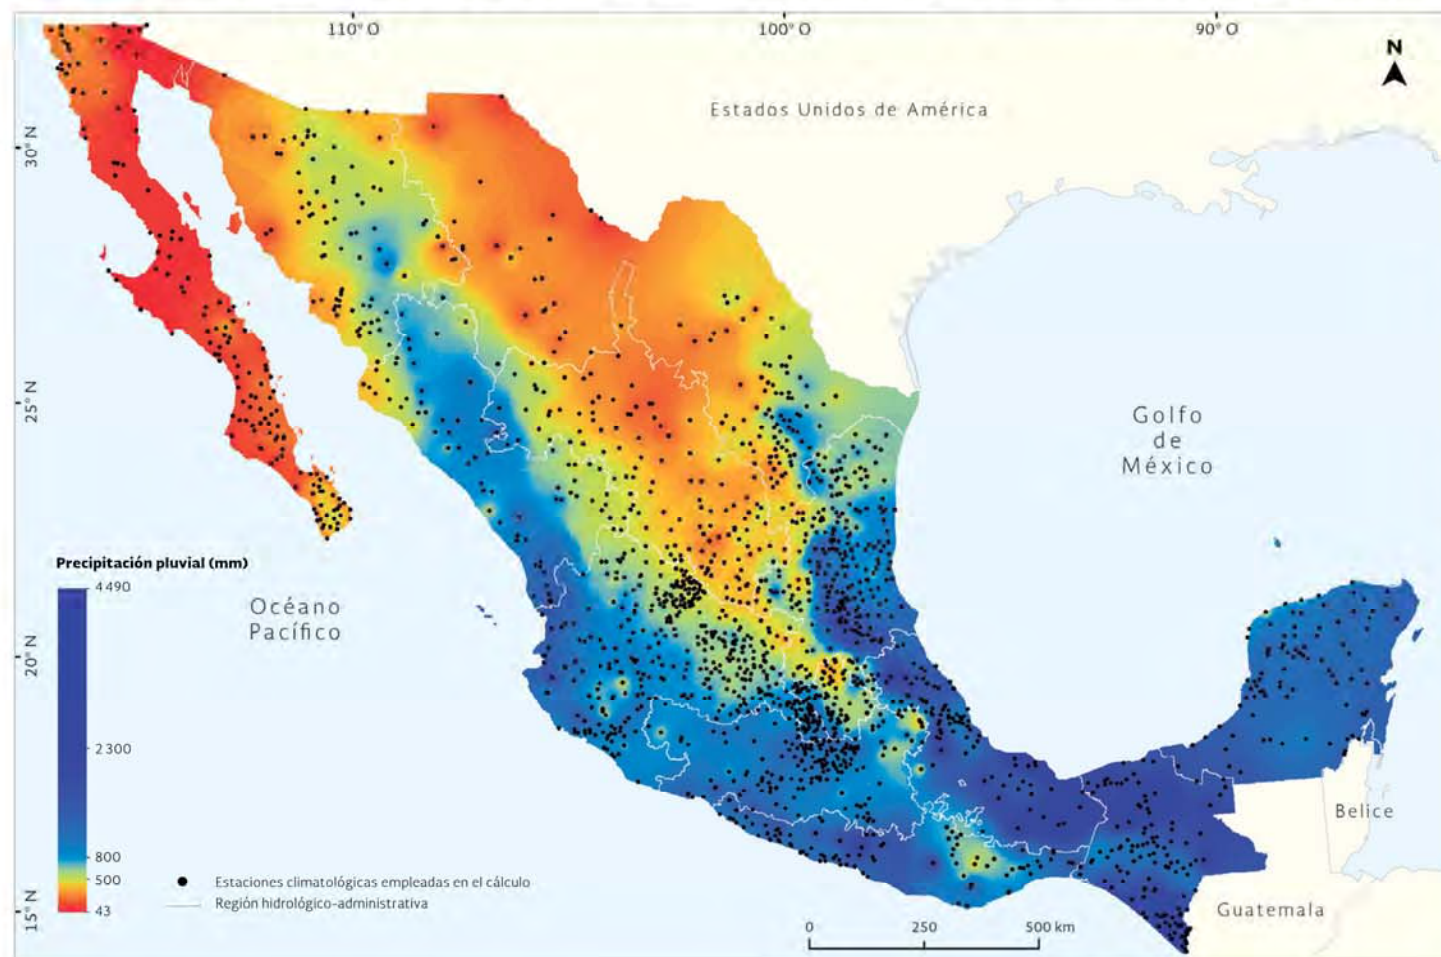 110° O
100° O
90° O
N
Estados Unidos de América
30° N
25° N
Golfo
de
México
Precipitación pluvial (mm)
4 490
Océano
Pacífico
20° N
2 300
Belice
800
500
43
Estaciones climatológicas empleadas en el cálculo
Región hidrológico-administrativa
15° N
Guatemala
0
250
500 km